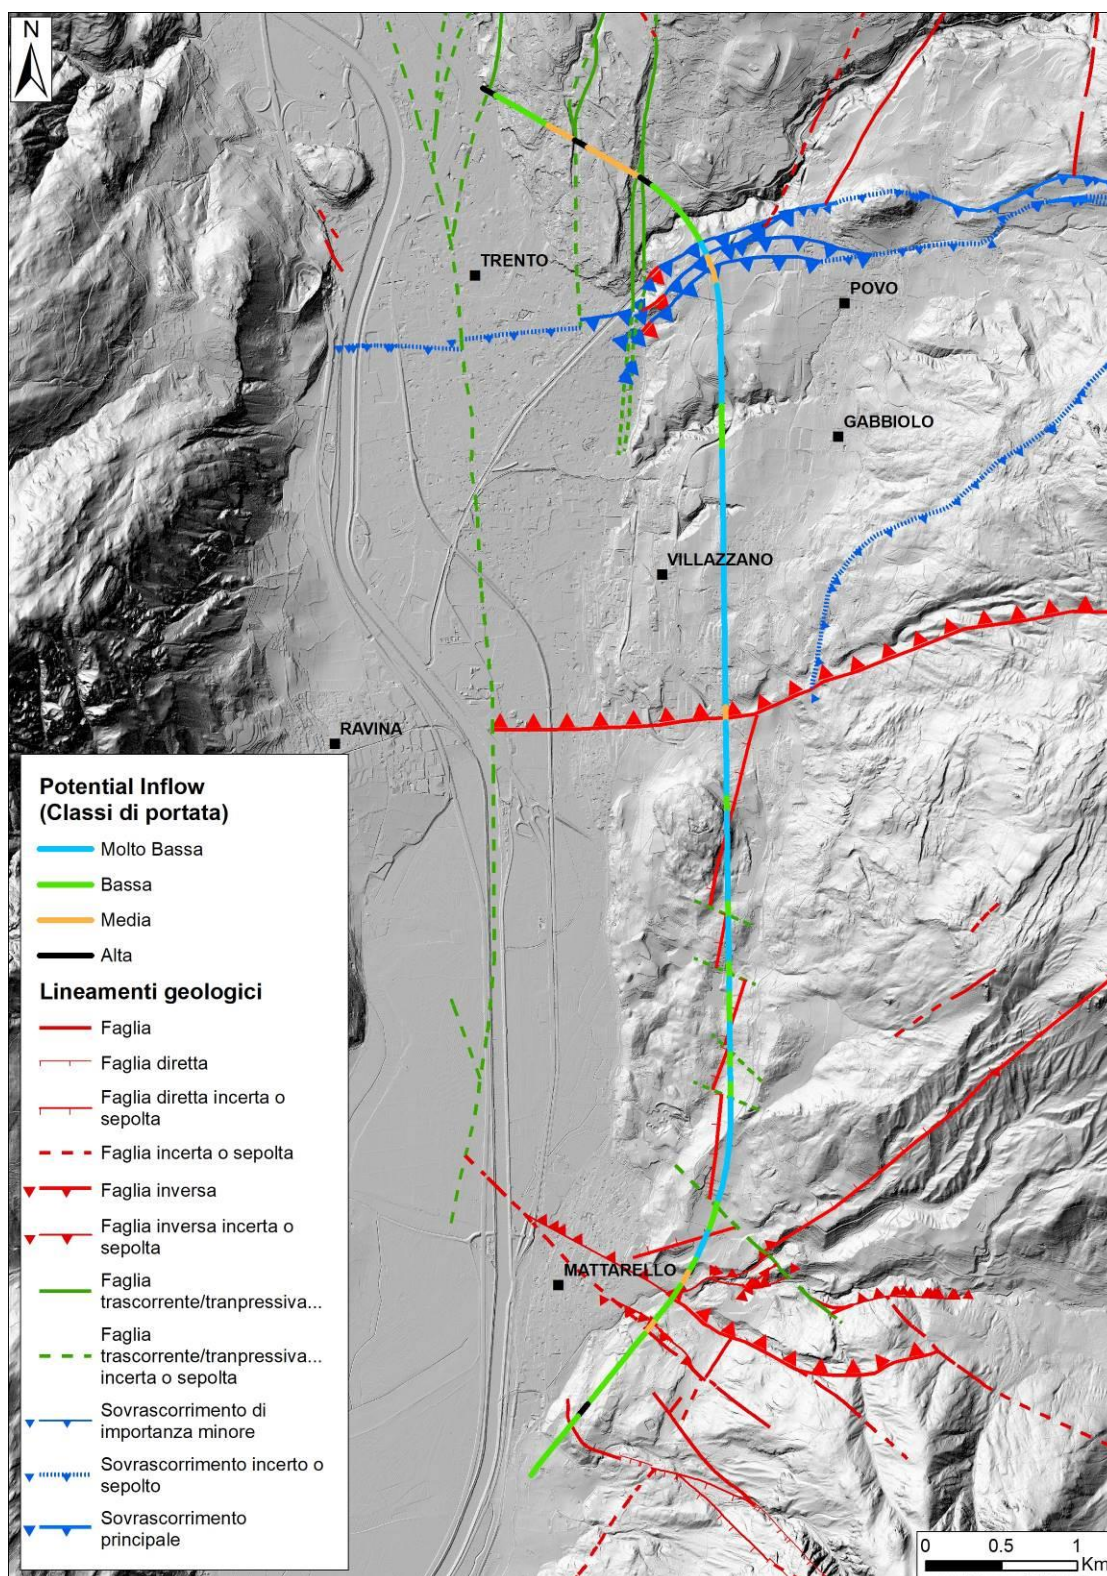 N
TRENTO
POVO
GABBIOLO
VILLAZZANO
RAVINA
MATTARELLO
Potential Inflow
(Classi di portata)
Molto Bassa
Bassa
Media
Alta
Lineamenti geologici
Faglia
Faglia diretta
Faglia diretta incerta o
sepolta
Faglia incerta o sepolta
Faglia inversa
Faglia inversa incerta o
sepolta
Faglia
trascorrente/tranpressiva...
Faglia
trascorrente/tranpressiva...
incerta o sepolta
Sovrascorrimento di
importanza minore
Sovrascorrimento incerto o
sepolto
Sovrascorrimento
principale
0 0.5 1
Km